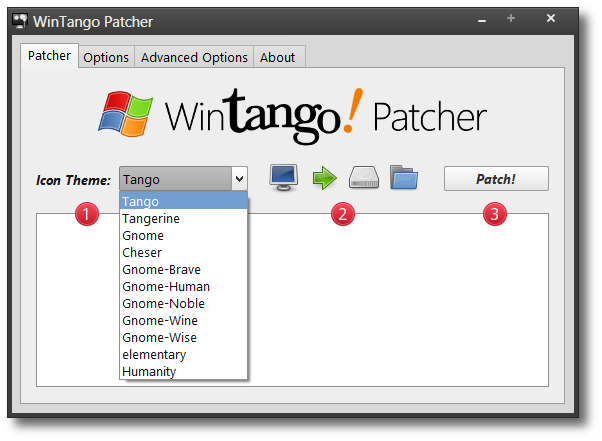 WinTango Patcher
Patcher Options Advanced Options About
Wintango! Patcher
Icon Theme: Tango Patch!
1 2 3
Tango
Tangerine
Gnome
Cheser
Gnome-Brave
Gnome-Human
Gnome-Noble
Gnome-Wine
Gnome-Wise
elementary
Humanity